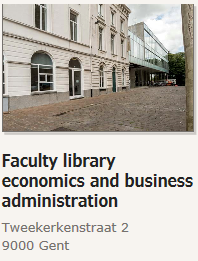 Faculty library
economics and business
administration
Tweekerkenstraat 2
9000 Gent